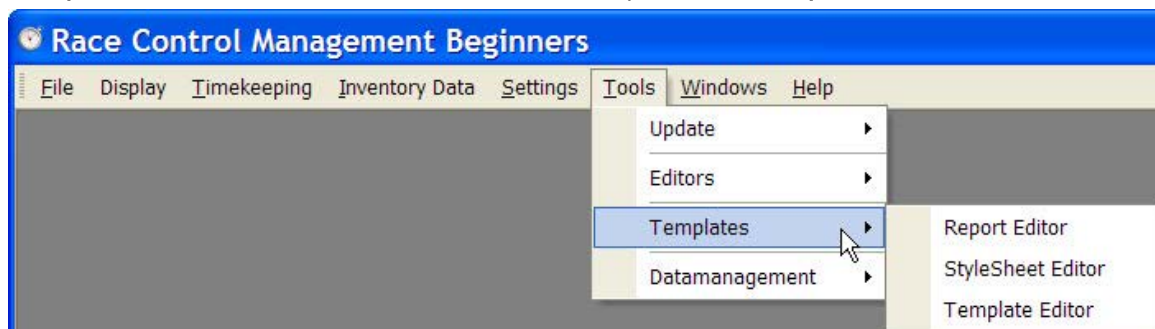 Race Control Management Beginners
File Display Timekeeping Inventory Data Settings Tools Windows Help
Update
Editors
Templates
Datamanagement
Report Editor
StyleSheet Editor
Template Editor